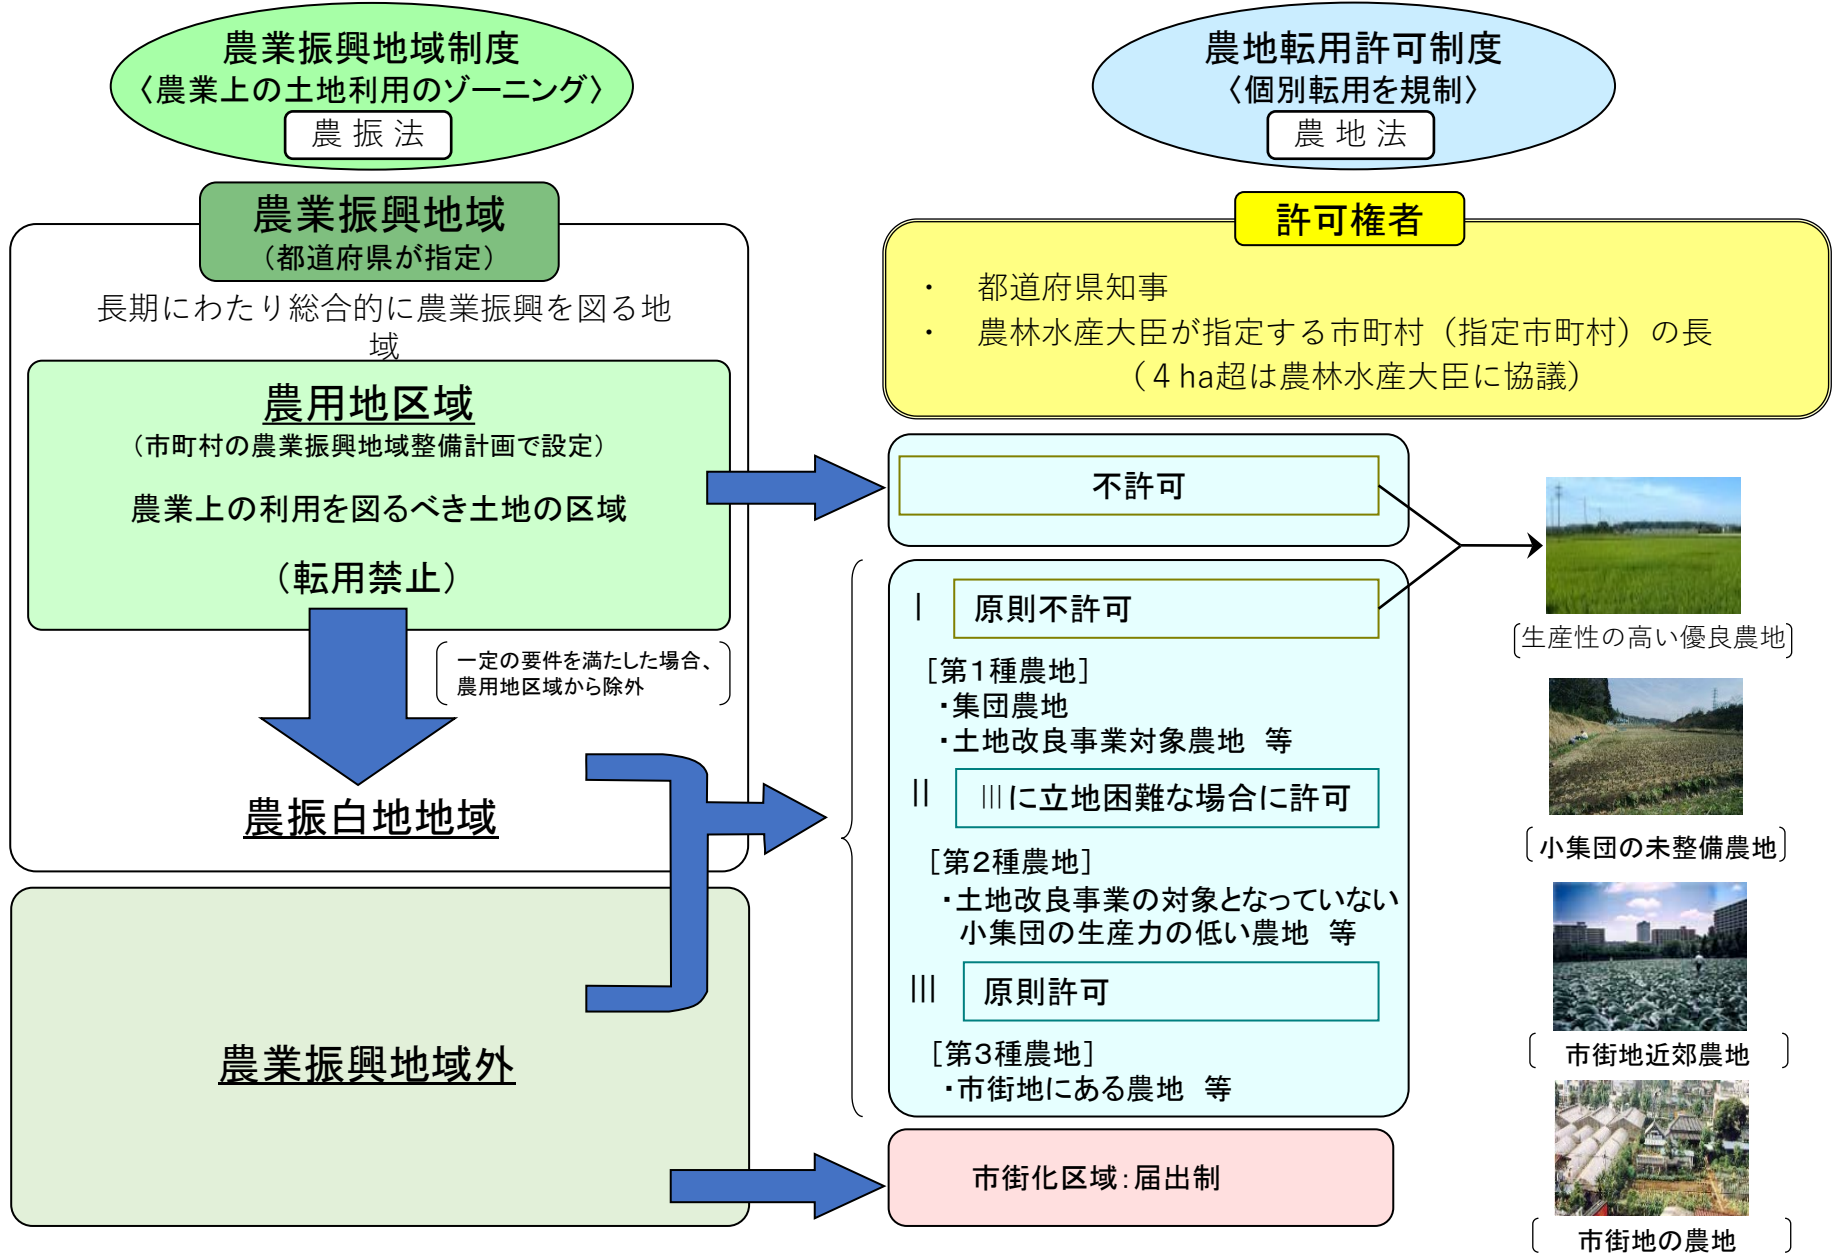 農業振興地域制度
〈農業上の土地利用のゾーニング〉
農振法
農業振興地域
（都道府県が指定）
長期にわたり総合的に農業振興を図る地
域
農用地区域
（市町村の農業振興地域整備計画で設定）
農業上の利用を図るべき土地の区域
（転用禁止）
一定の要件を満たした場合、
農用地区域から除外
農振白地地域
農業振興地域外
農地転用許可制度
〈個別転用を規制〉
農地法
許可権者
・　都道府県知事
・　農林水産大臣が指定する市町村（指定市町村）の長
（４ha超は農林水産大臣に協議）
不許可
Ⅰ　原則不許可
［第１種農地］
・集団農地
・土地改良事業対象農地　等
Ⅱ　Ⅲに立地困難な場合に許可
［第２種農地］
・土地改良事業の対象となっていない
小集団の生産力の低い農地　等
Ⅲ　原則許可
［第３種農地］
・市街地にある農地　等
市街化区域：届出制
〔生産性の高い優良農地〕
〔小集団の未整備農地〕
〔　市街地近郊農地　〕
〔　市街地の農地　〕